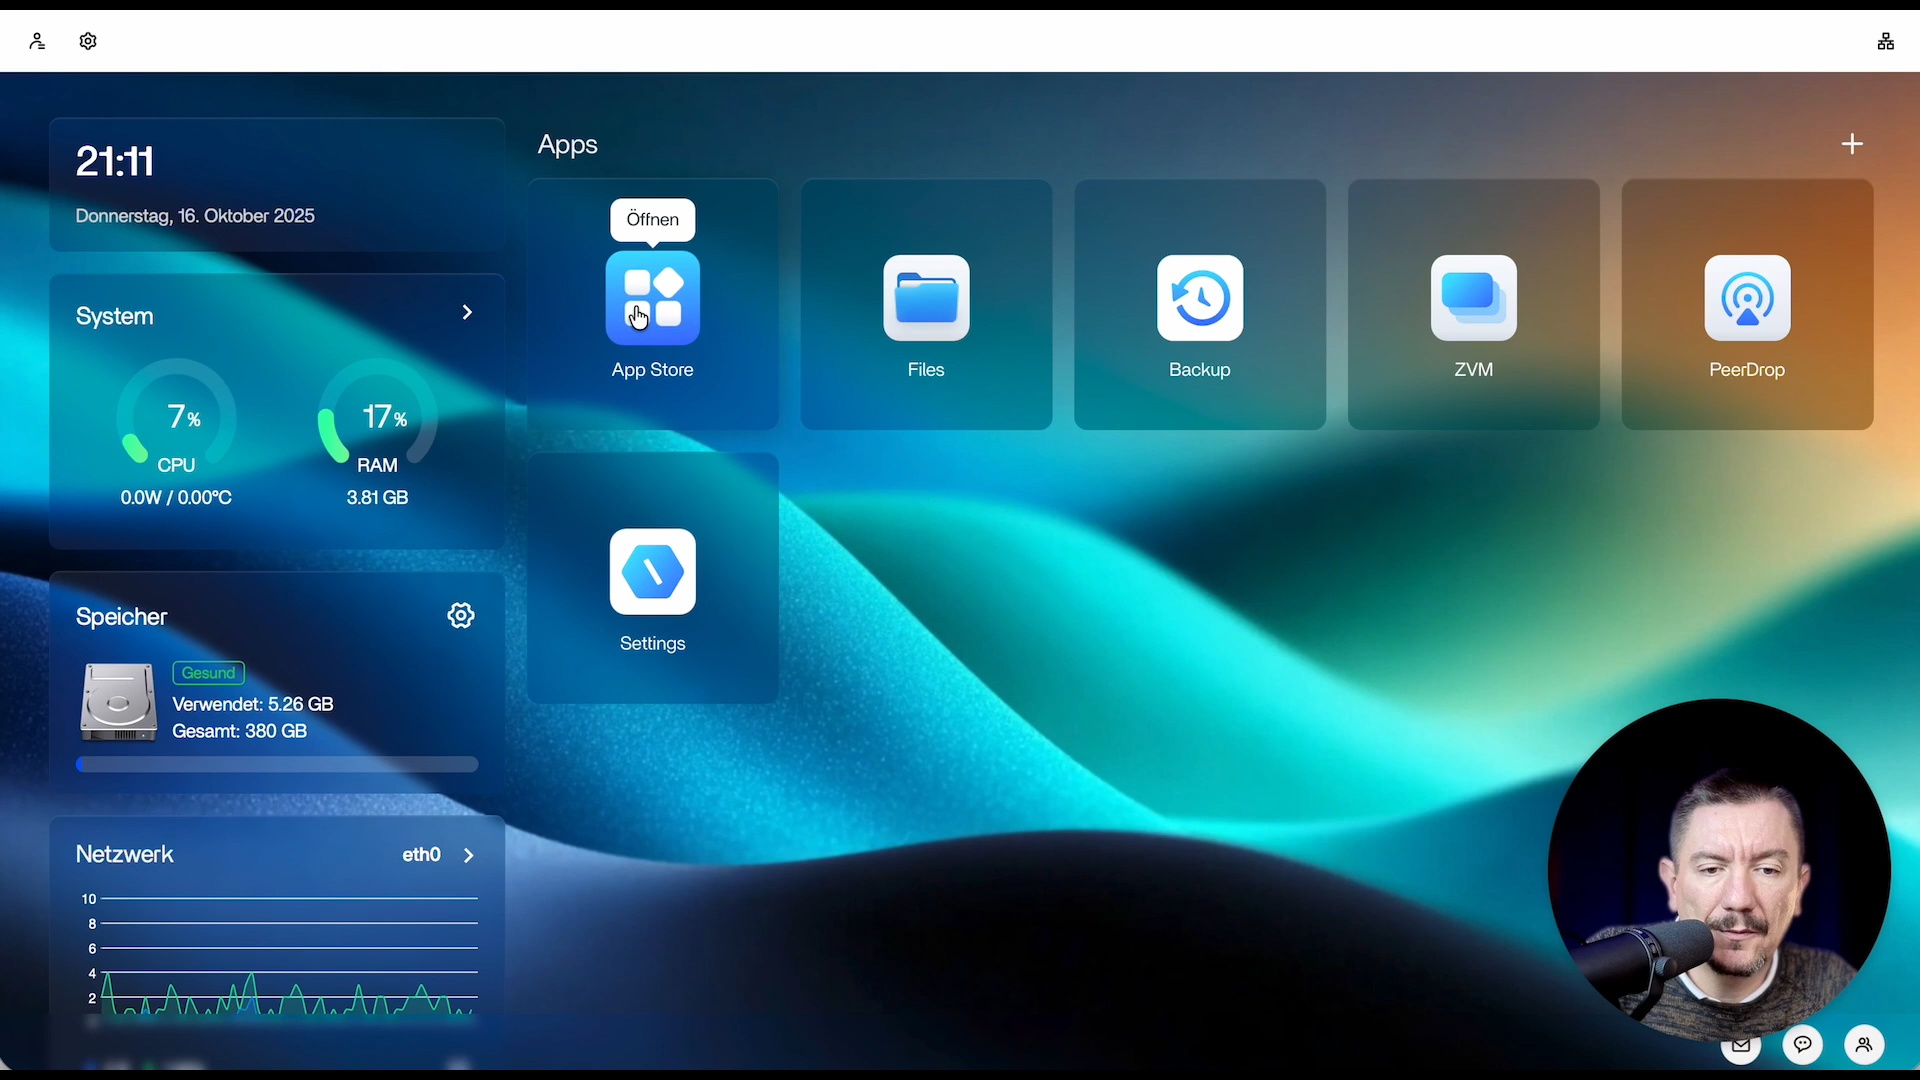 21:11
Donnerstag, 16. Oktober 2025
System
7%
CPU
0.0W / 0.00°C
17%
RAM
3.81 GB
Speicher
Gesund
Verwendet: 5.26 GB
Gesamt: 380 GB
Netzwerk
eth0
10
8
6
4
2
Apps
Öffnen
App Store
Files
Backup
ZVM
PeerDrop
Settings